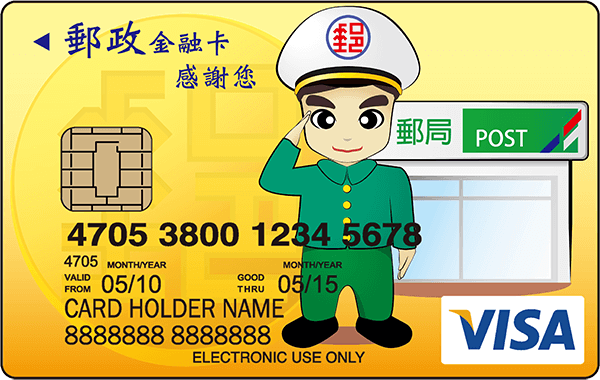 郵政金融卡
感謝您
郵
郵局 POST
4705 3800 1234 5678
4705 MONTH/YEAR MONTH/YEAR
VALID FROM 05/10 GOOD THRU 05/15
CARD HOLDER NAME
8888888 8888888
ELECTRONIC USE ONLY
VISA